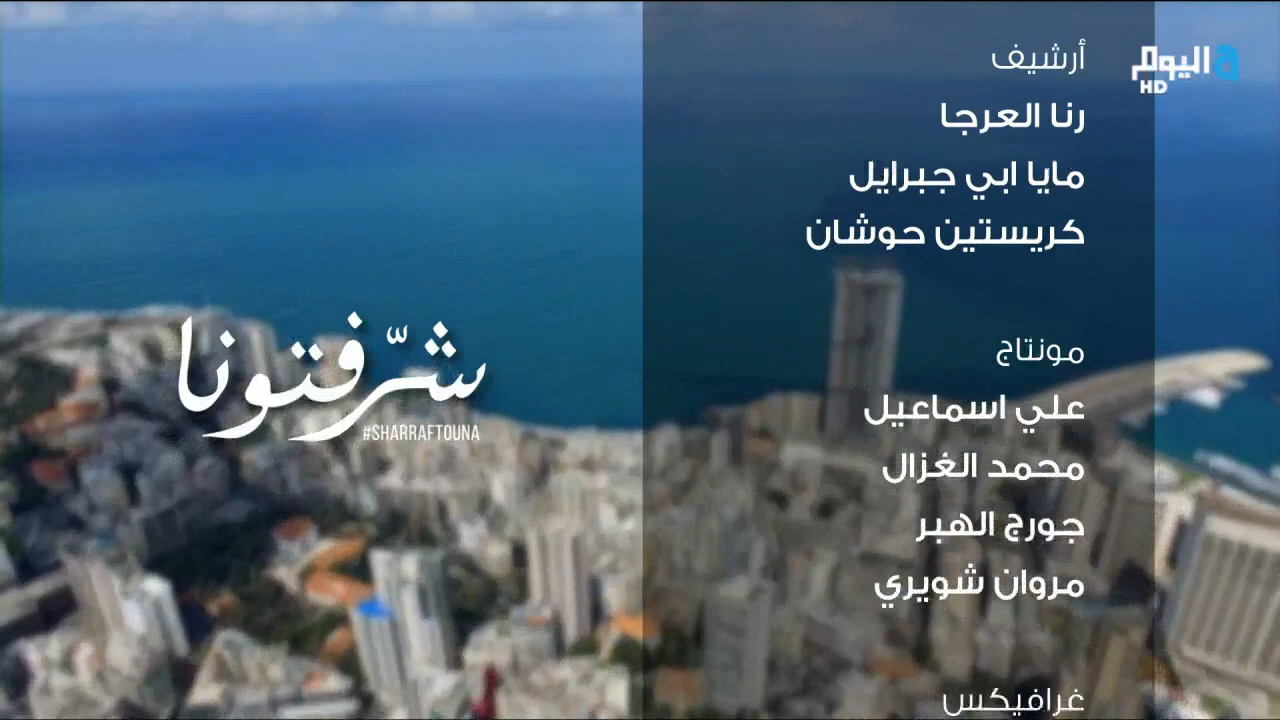 اليوم a
HD
أرشيف
رنا العرجا
مايا ابي جبرايل
كريستين حوشان
مونتاج
علي اسماعيل
محمد الغزال
جورج الهبر
مروان شويري
غرافيكس
شرّفتونا
#SHARRAFTOUNA